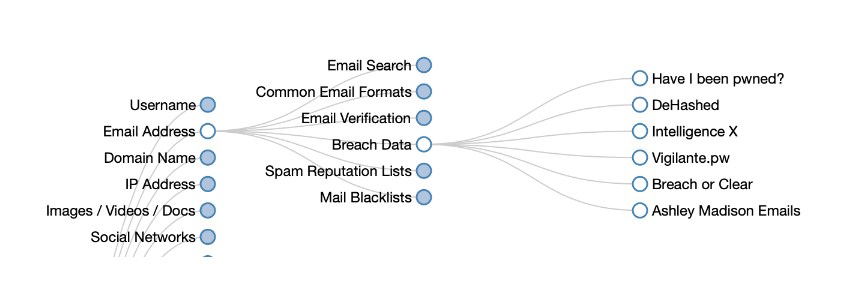 Username
Email Address
Domain Name
IP Address
Images / Videos / Docs
Social Networks
Email Search
Common Email Formats
Email Verification
Breach Data
Spam Reputation Lists
Mail Blacklists
Have I been pwned?
DeHashed
Intelligence X
Vigilante.pw
Breach or Clear
Ashley Madison Emails